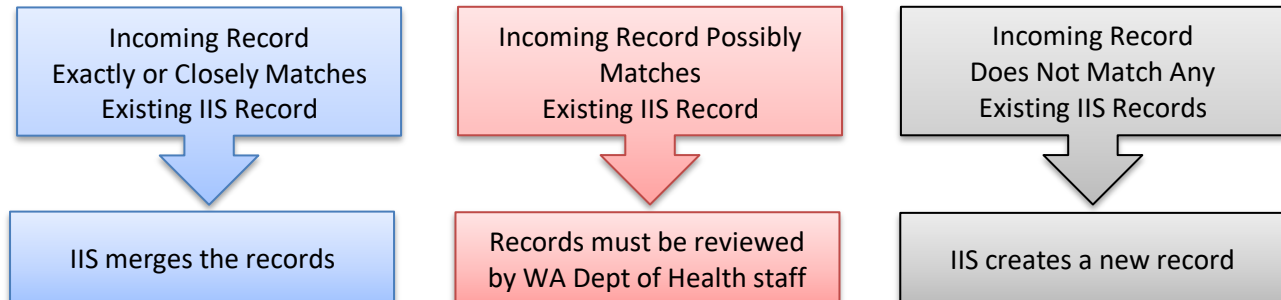 Incoming Record
Exactly or Closely Matches
Existing IIS Record
IIS merges the records
Incoming Record Possibly
Matches
Existing IIS Record
Records must be reviewed
by WA Dept of Health staff
Incoming Record
Does Not Match Any
Existing IIS Records
IIS creates a new record